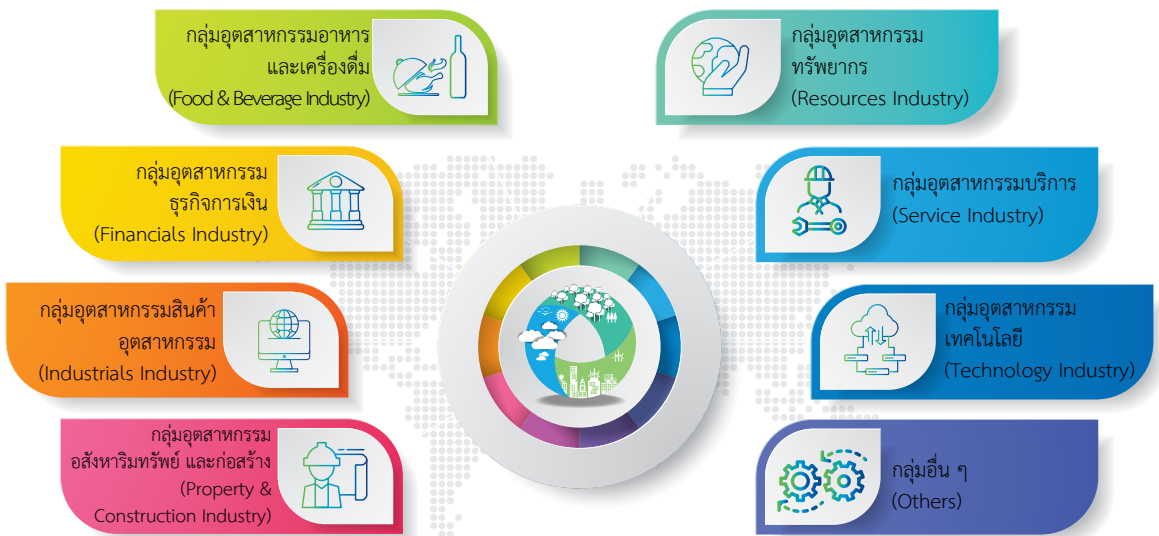 กลุ่มอุตสาหกรรมอาหาร
และเครื่องดื่ม
(Food & Beverage Industry)
กลุ่มอุตสาหกรรม
ธุรกิจการเงิน
(Financials Industry)
กลุ่มอุตสาหกรรมสินค้า
อุตสาหกรรม
(Industrials Industry)
กลุ่มอุตสาหกรรม
อสังหาริมทรัพย์ และก่อสร้าง
(Property &
Construction Industry)
กลุ่มอุตสาหกรรม
ทรัพยากร
(Resources Industry)
กลุ่มอุตสาหกรรมบริการ
(Service Industry)
กลุ่มอุตสาหกรรม
เทคโนโลยี
(Technology Industry)
กลุ่มอื่น ๆ
(Others)